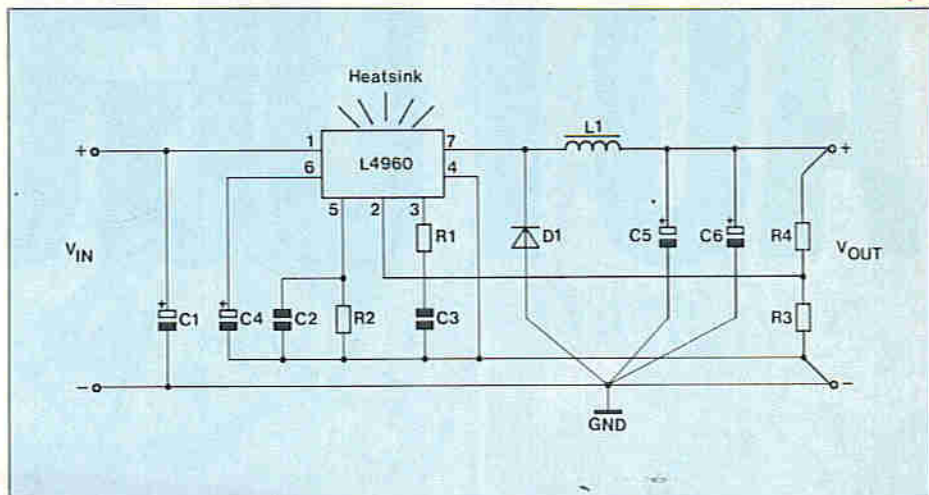 Heatsink
L1
+
1
7
+
L4960
6
4
5
2
3
R1
D1
C5
C6
R4
V_IN
V_OUT
+
+
+
+
C1
C4
C2
R2
C3
R3
−
−
GND